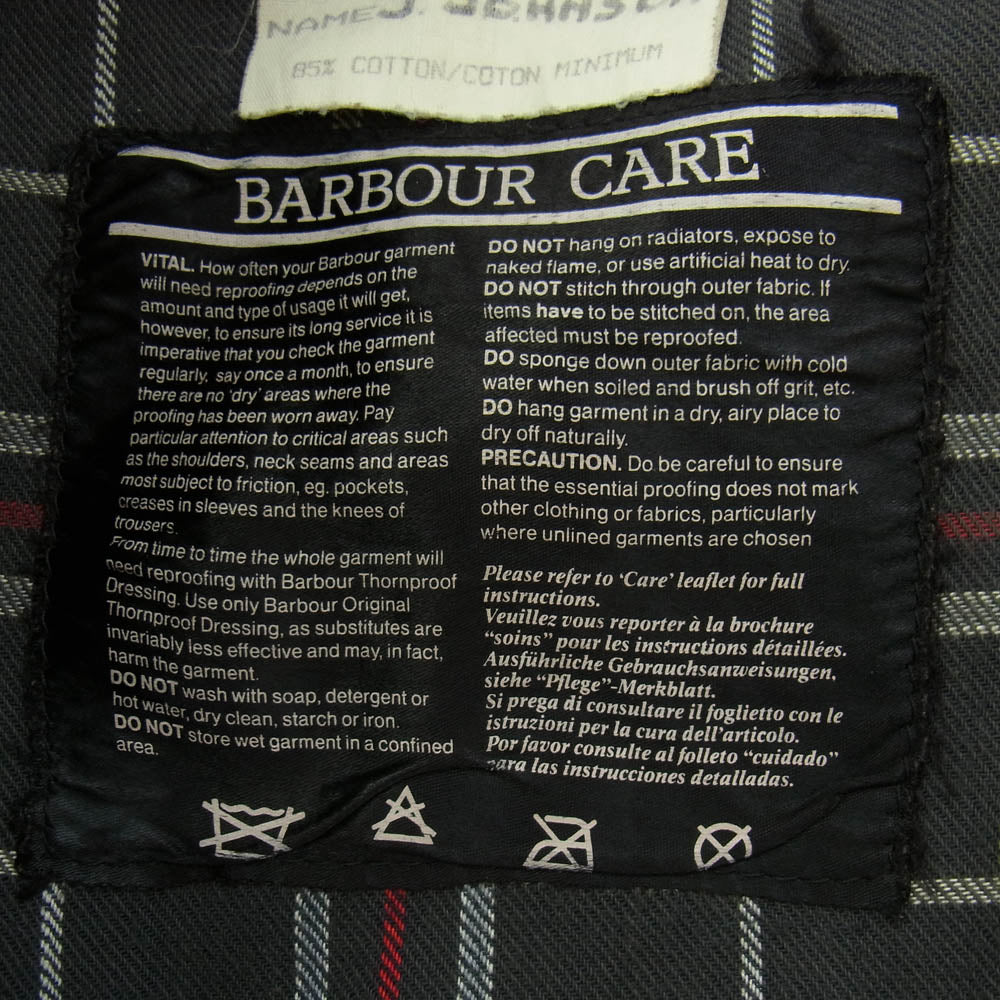 NAME J. JOHNSON
85% COTTON/COTON MINIMUM
BARBOUR CARE
VITAL. How often your Barbour garment
will need reproofing depends on the
amount and type of usage it will get,
however, to ensure its long service it is
imperative that you check the garment
regularly, say once a month, to ensure
there are no 'dry' areas where the
proofing has been worn away. Pay
particular attention to critical areas such
as the shoulders, neck seams and areas
most subject to friction, eg. pockets,
creases in sleeves and the knees of
trousers.
From time to time the whole garment will
need reproofing with Barbour Thornproof
Dressing. Use only Barbour Original
Thornproof Dressing, as substitutes are
invariably less effective and may, in fact,
harm the garment.
DO NOT wash with soap, detergent or
hot water, dry clean, starch or iron.
DO NOT store wet garment in a confined
area.
DO NOT hang on radiators, expose to
naked flame, or use artificial heat to dry.
DO NOT stitch through outer fabric. If
items have to be stitched on, the area
affected must be reproofed.
DO sponge down outer fabric with cold
water when soiled and brush off grit, etc.
DO hang garment in a dry, airy place to
dry off naturally.
PRECAUTION. Do be careful to ensure
that the essential proofing does not mark
other clothing or fabrics, particularly
where unlined garments are chosen
Please refer to 'Care' leaflet for full
instructions.
Veuillez vous reporter à la brochure
"soins" pour les instructions détaillées.
Ausführliche Gebrauchsanweisungen,
siehe "Pflege"-Merkblatt.
Si prega di consultare il foglietto con le
istruzioni per la cura dell'articolo.
Por favor consulte al folleto "cuidado"
para las instrucciones detalladas.